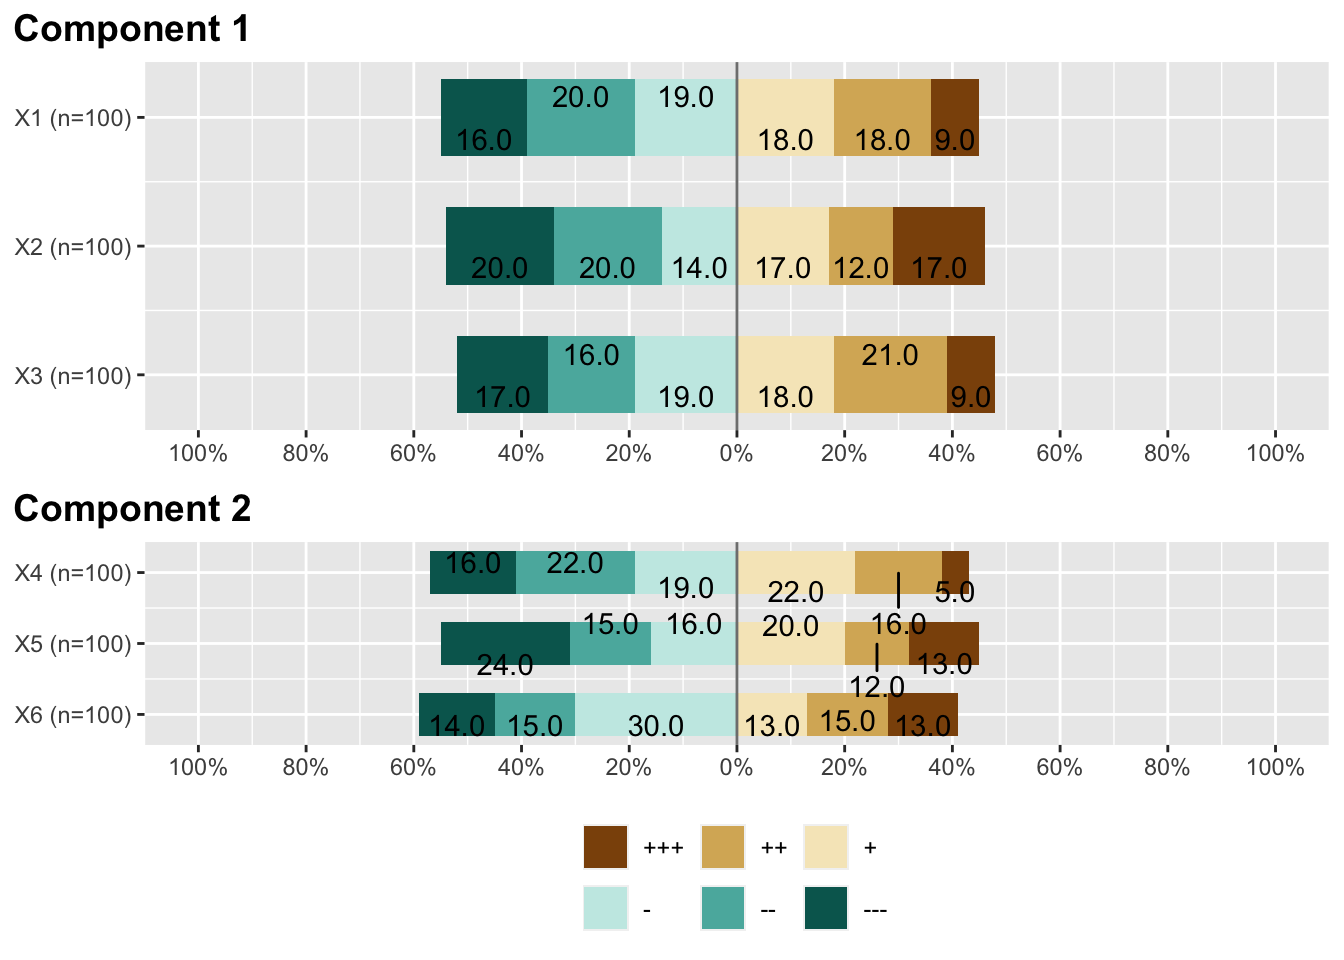 Component 1
20.0 19.0
X1 (n=100)
16.0 18.0 18.0 9.0
X2 (n=100)
20.0 20.0 14.0 17.0 12.0 17.0
16.0 21.0
X3 (n=100)
17.0 19.0 18.0 9.0
100% 80% 60% 40% 20% 0% 20% 40% 60% 80% 100%
Component 2
16.0 22.0
X4 (n=100)
19.0 22.0 5.0
15.0 16.0 20.0 16.0
X5 (n=100)
24.0 13.0
12.0
X6 (n=100)
14.0 15.0 30.0 13.0 15.0 13.0
100% 80% 60% 40% 20% 0% 20% 40% 60% 80% 100%
+++ ++ +
- -- ---